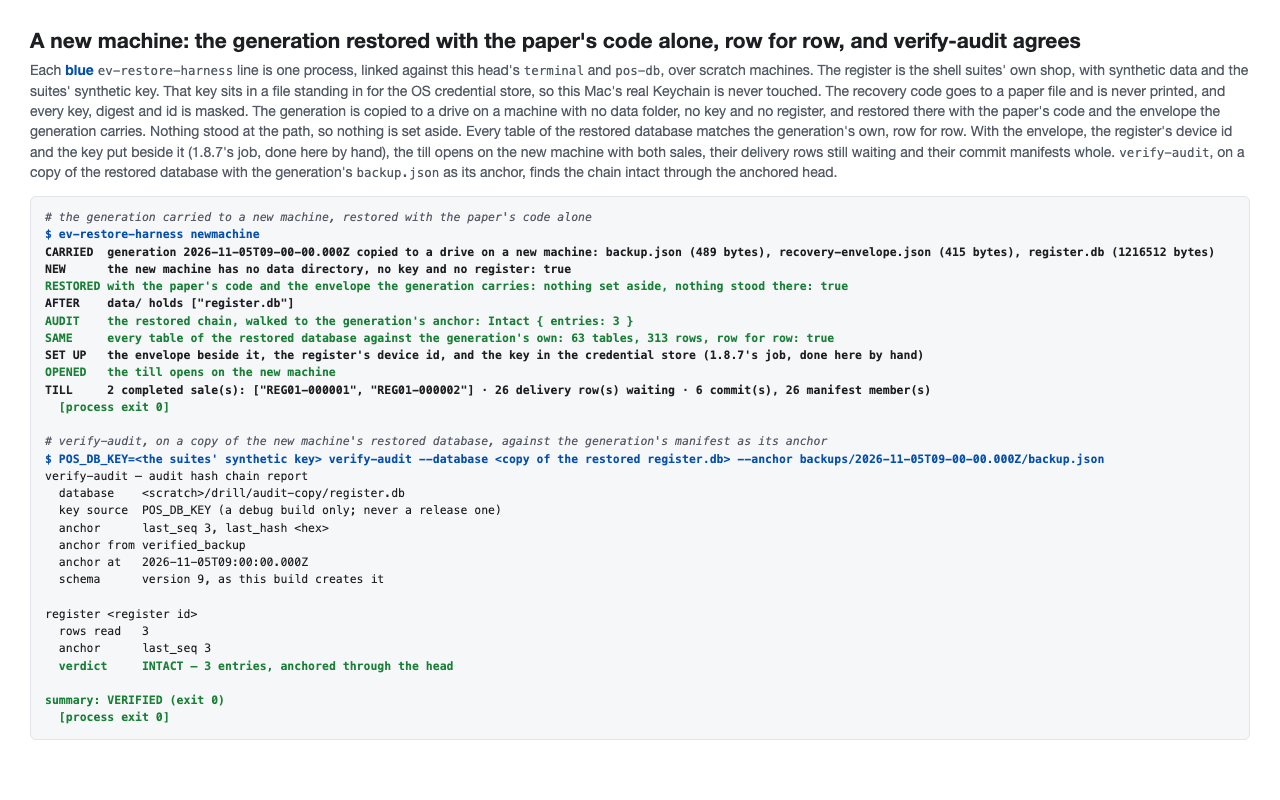 A new machine: the generation restored with the paper's code alone, row for row, and verify-audit agrees
Each blue ev-restore-harness line is one process, linked against this head's terminal and pos-db, over scratch machines. The register is the shell suites' own shop, with synthetic data and the
suites' synthetic key. That key sits in a file standing in for the OS credential store, so this Mac's real Keychain is never touched. The recovery code goes to a paper file and is never printed, and
every key, digest and id is masked. The generation is copied to a drive on a machine with no data folder, no key and no register, and restored there with the paper's code and the envelope the
generation carries. Nothing stood at the path, so nothing is set aside. Every table of the restored database matches the generation's own, row for row. With the envelope, the register's device id
and the key put beside it (1.8.7's job, done here by hand), the till opens on the new machine with both sales, their delivery rows still waiting and their commit manifests whole. verify-audit, on a
copy of the restored database with the generation's backup.json as its anchor, finds the chain intact through the anchored head.
# the generation carried to a new machine, restored with the paper's code alone
$ ev-restore-harness newmachine
CARRIED  generation 2026-11-05T09-00-00.000Z copied to a drive on a new machine: backup.json (489 bytes), recovery-envelope.json (415 bytes), register.db (1216512 bytes)
NEW      the new machine has no data directory, no key and no register: true
RESTORED with the paper's code and the envelope the generation carries: nothing set aside, nothing stood there: true
AFTER    data/ holds ["register.db"]
AUDIT    the restored chain, walked to the generation's anchor: Intact { entries: 3 }
SAME     every table of the restored database against the generation's own: 63 tables, 313 rows, row for row: true
SET UP   the envelope beside it, the register's device id, and the key in the credential store (1.8.7's job, done here by hand)
OPENED   the till opens on the new machine
TILL     2 completed sale(s): ["REG01-000001", "REG01-000002"] · 26 delivery row(s) waiting · 6 commit(s), 26 manifest member(s)
  [process exit 0]
# verify-audit, on a copy of the new machine's restored database, against the generation's manifest as its anchor
$ POS_DB_KEY=<the suites' synthetic key> verify-audit --database <copy of the restored register.db> --anchor backups/2026-11-05T09-00-00.000Z/backup.json
verify-audit — audit hash chain report
  database    <scratch>/drill/audit-copy/register.db
  key source  POS_DB_KEY (a debug build only; never a release one)
  anchor      last_seq 3, last_hash <hex>
  anchor from verified_backup
  anchor at   2026-11-05T09:00:00.000Z
  schema      version 9, as this build creates it
register <register id>
  rows read   3
  anchor      last_seq 3
  verdict     INTACT — 3 entries, anchored through the head
summary: VERIFIED (exit 0)
  [process exit 0]